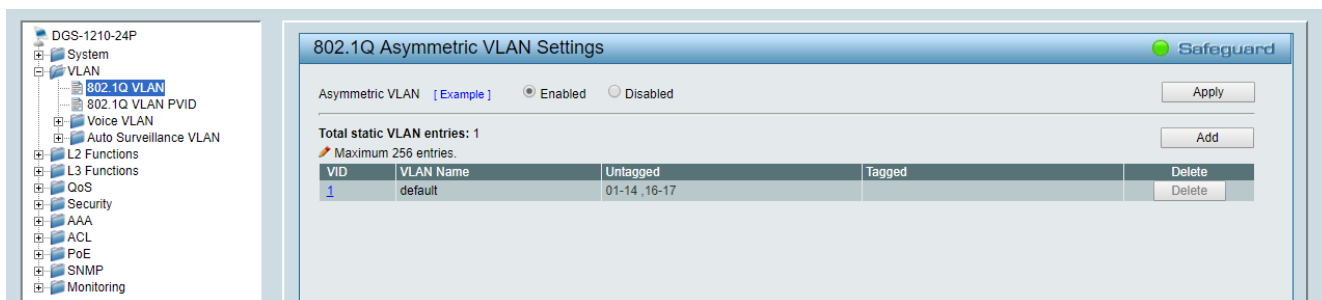 DGS-1210-24P
System
VLAN
802.1Q VLAN
802.1Q VLAN PVID
Voice VLAN
Auto Surveillance VLAN
L2 Functions
L3 Functions
QoS
Security
AAA
ACL
PoE
SNMP
Monitoring
802.1Q Asymmetric VLAN Settings
Safeguard
Asymmetric VLAN [ Example ] Enabled Disabled Apply
Total static VLAN entries: 1 Add
Maximum 256 entries.
VID VLAN Name Untagged Tagged Delete
1 default 01-14 ,16-17 Delete